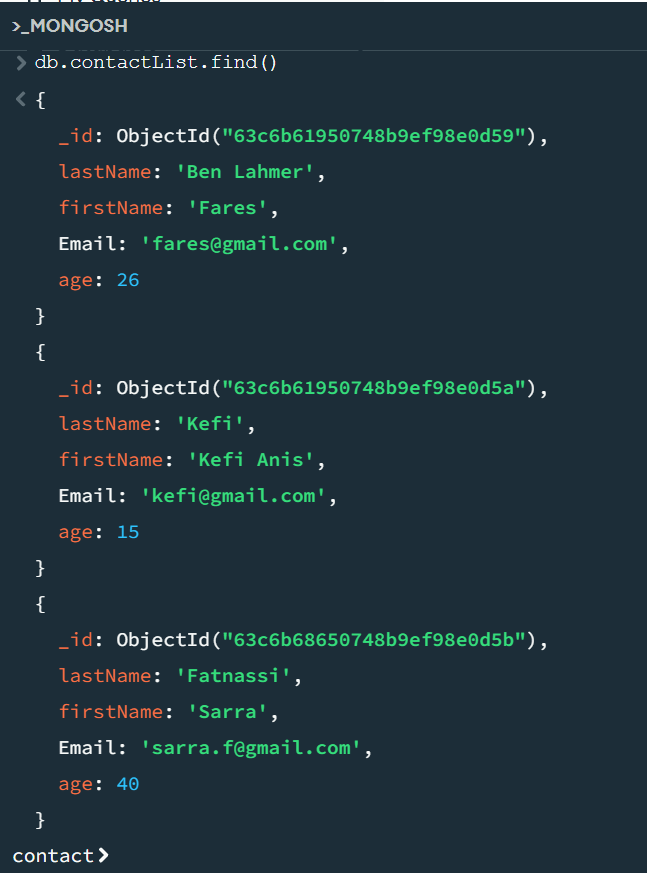 >_MONGOSH
> db.contactList.find()
< {
_id: ObjectId("63c6b61950748b9ef98e0d59"),
lastName: 'Ben Lahmer',
firstName: 'Fares',
Email: 'fares@gmail.com',
age: 26
}
{
_id: ObjectId("63c6b61950748b9ef98e0d5a"),
lastName: 'Kefi',
firstName: 'Kefi Anis',
Email: 'kefi@gmail.com',
age: 15
}
{
_id: ObjectId("63c6b68650748b9ef98e0d5b"),
lastName: 'Fatnassi',
firstName: 'Sarra',
Email: 'sarra.f@gmail.com',
age: 40
}
contact>